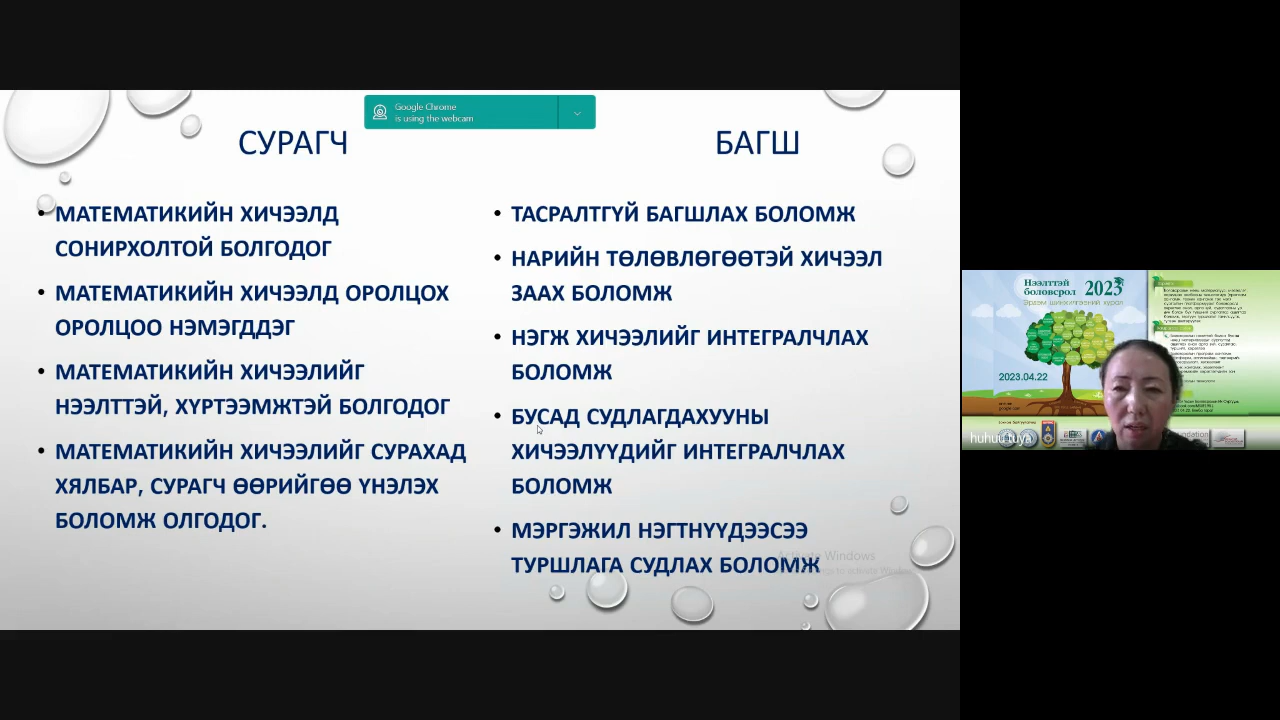 Google Chrome
is using the webcam
СУРАГЧ
МАТЕМАТИКИЙН ХИЧЭЭЛД
СОНИРХОЛТОЙ БОЛГОДОГ
МАТЕМАТИКИЙН ХИЧЭЭЛД ОРОЛЦОХ
ОРОЛЦОО НЭМЭГДДЭГ
МАТЕМАТИКИЙН ХИЧЭЭЛИЙГ
НЭЭЛТТЭЙ, ХҮРТЭЭМЖТЭЙ БОЛГОДОГ
МАТЕМАТИКИЙН ХИЧЭЭЛИЙГ СУРАХАД
ХЯЛБАР, СУРАГЧ ӨӨРИЙГӨӨ ҮНЭЛЭХ
БОЛОМЖ ОЛГОДОГ.
БАГШ
ТАСРАЛТГҮЙ БАГШЛАХ БОЛОМЖ
НАРИЙН ТӨЛӨВЛӨГӨӨТЭЙ ХИЧЭЭЛ
ЗААХ БОЛОМЖ
НЭГЖ ХИЧЭЭЛИЙГ ИНТЕГРАЛЧЛАХ
БОЛОМЖ
БУСАД СУДЛАГДАХУУНЫ
ХИЧЭЭЛҮҮДИЙГ ИНТЕГРАЛЧЛАХ
БОЛОМЖ
МЭРГЭЖИЛ НЭГТНҮҮДЭЭСЭЭ
ТУРШЛАГА СУДЛАХ БОЛОМЖ
Activate Windows
Нээлттэй
боловсрол 2023
Эрдэм шинжилгээний хурал
2023.04.22
huhuu tuya